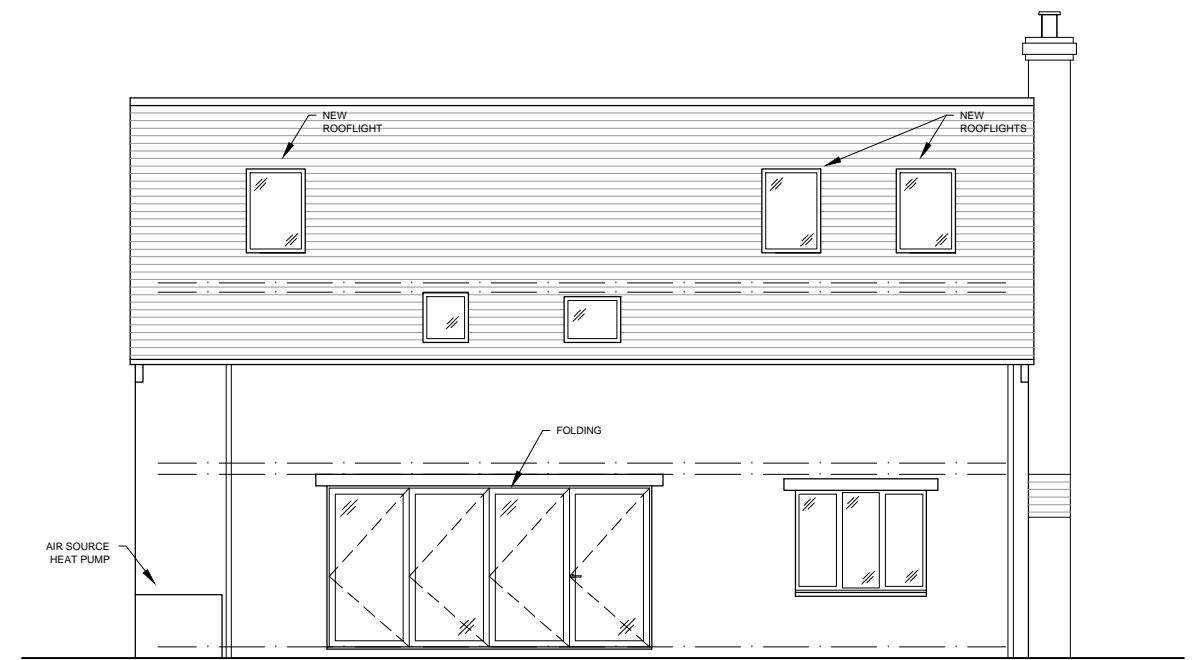 NEW
ROOFLIGHT
NEW
ROOFLIGHTS
FOLDING
AIR SOURCE
HEAT PUMP